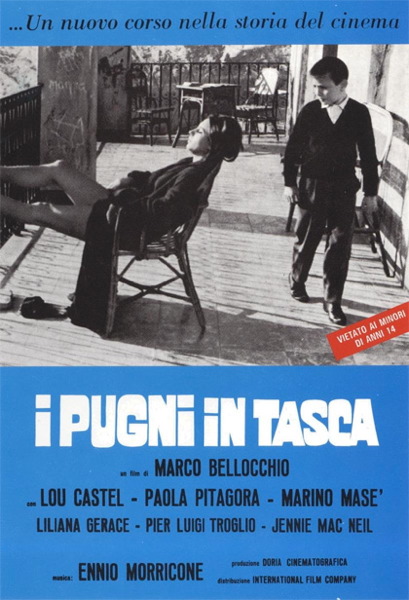 ...Un nuovo corso nella storia del cinema
VIETATO AI MINORI
DI ANNI 14
I PUGNI IN TASCA
un film di MARCO BELLOCCHIO
con LOU CASTEL - PAOLA PITAGORA - MARINO MASE'
LILIANA GERACE - PIER LUIGI TROGLIO - JENNIE MAC NEIL
musica: ENNIO MORRICONE
produzione DORIA CINEMATOGRAFICA
distribuzione INTERNATIONAL FILM COMPANY